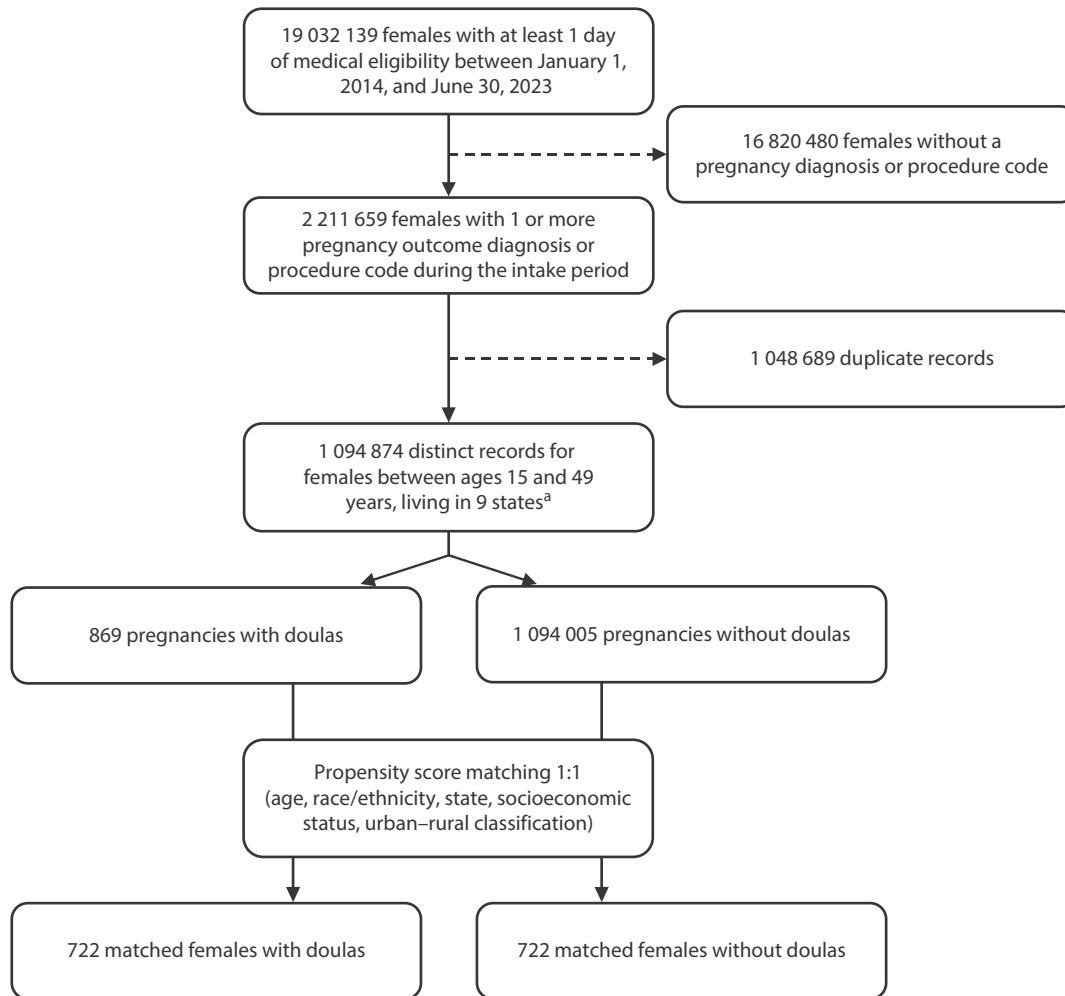 19 032 139 females with at least 1 day
of medical eligibility between January 1,
2014, and June 30, 2023
16 820 480 females without a
pregnancy diagnosis or procedure code
2 211 659 females with 1 or more
pregnancy outcome diagnosis or
procedure code during the intake period
1 048 689 duplicate records
1 094 874 distinct records for
females between ages 15 and 49
years, living in 9 statesᵃ
869 pregnancies with doulas
1 094 005 pregnancies without doulas
Propensity score matching 1:1
(age, race/ethnicity, state, socioeconomic
status, urban–rural classification)
722 matched females with doulas
722 matched females without doulas